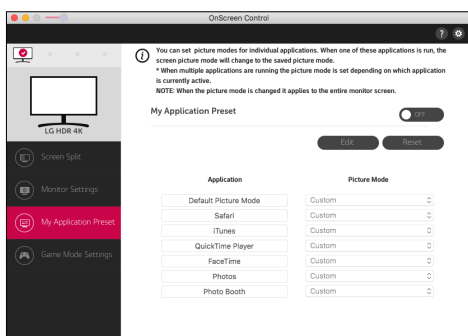 OnScreen Control
?
You can set picture modes for individual applications. When one of these applications is run, the
screen picture mode will change to the saved picture mode.
* When multiple applications are running the picture mode is set depending on which application
is currently active.
NOTE: When the picture mode is changed it applies to the entire monitor screen.
LG HDR 4K
My Application Preset
OFF
Edit Reset
Screen Split
Monitor Settings
My Application Preset
Game Mode Settings
Application Picture Mode
Default Picture Mode Custom
Safari Custom
iTunes Custom
QuickTime Player Custom
FaceTime Custom
Photos Custom
Photo Booth Custom